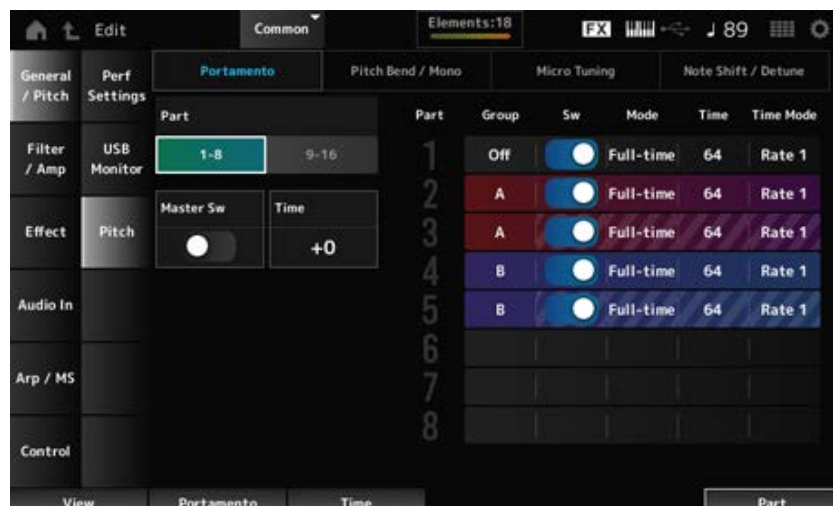 Edit Common Elements:18 FX ♩ 89
General / Pitch
Perf Settings
Portamento Pitch Bend / Mono Micro Tuning Note Shift / Detune
Part
1-8 9-16
Master Sw Time
+0
Filter / Amp
USB Monitor
Effect
Pitch
Audio In
Arp / MS
Control
Part Group Sw Mode Time Time Mode
1 Off Full-time 64 Rate 1
2 A Full-time 64 Rate 1
3 A Full-time 64 Rate 1
4 B Full-time 64 Rate 1
5 B Full-time 64 Rate 1
6
7
8
View Portamento Time Part